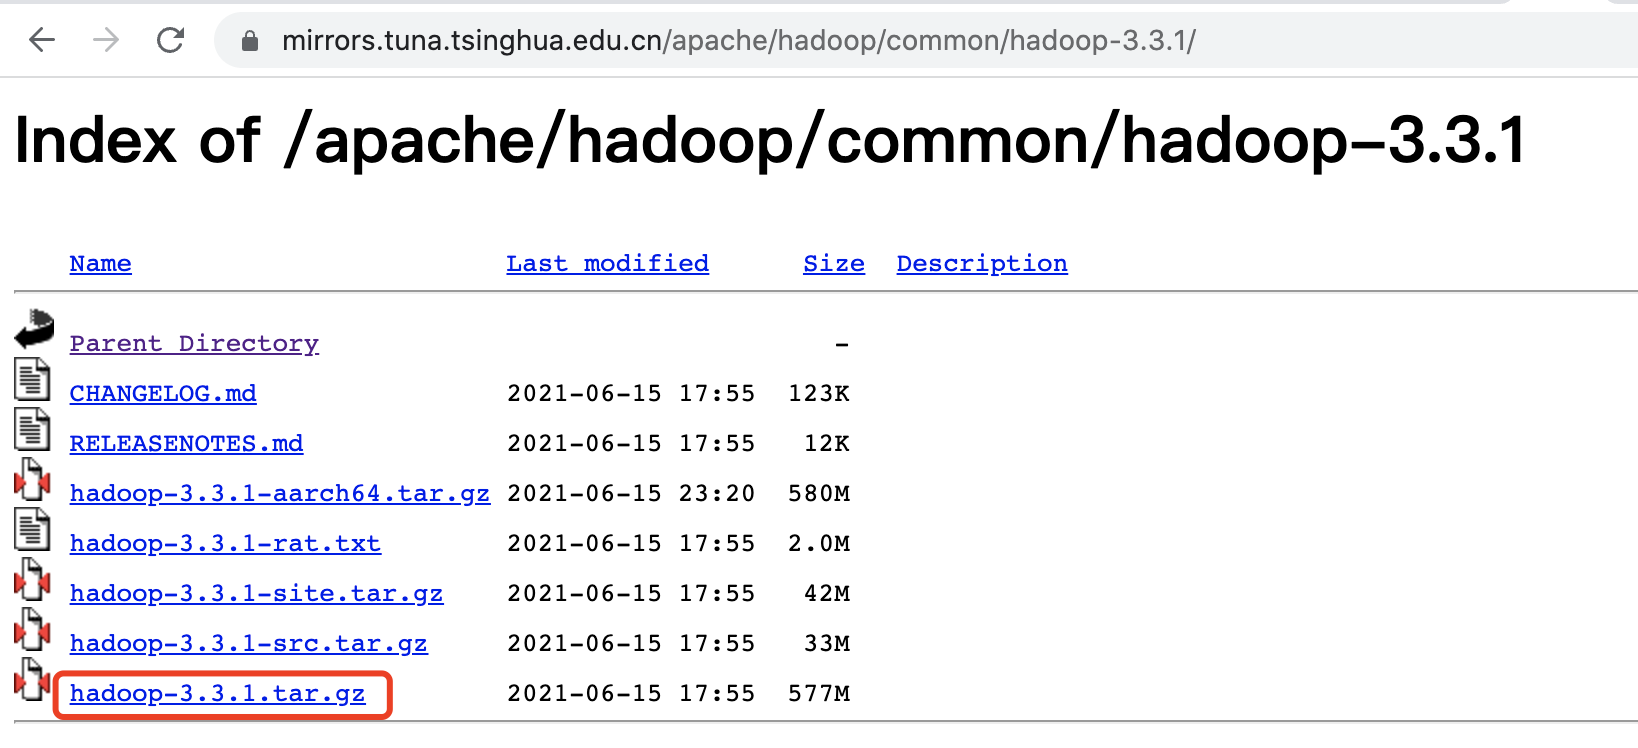 mirrors.tuna.tsinghua.edu.cn/apache/hadoop/common/hadoop-3.3.1/
Index of /apache/hadoop/common/hadoop-3.3.1
Name Last modified Size Description
Parent Directory -
CHANGELOG.md 2021-06-15 17:55 123K
RELEASENOTES.md 2021-06-15 17:55 12K
hadoop-3.3.1-aarch64.tar.gz 2021-06-15 23:20 580M
hadoop-3.3.1-rat.txt 2021-06-15 17:55 2.0M
hadoop-3.3.1-site.tar.gz 2021-06-15 17:55 42M
hadoop-3.3.1-src.tar.gz 2021-06-15 17:55 33M
hadoop-3.3.1.tar.gz 2021-06-15 17:55 577M